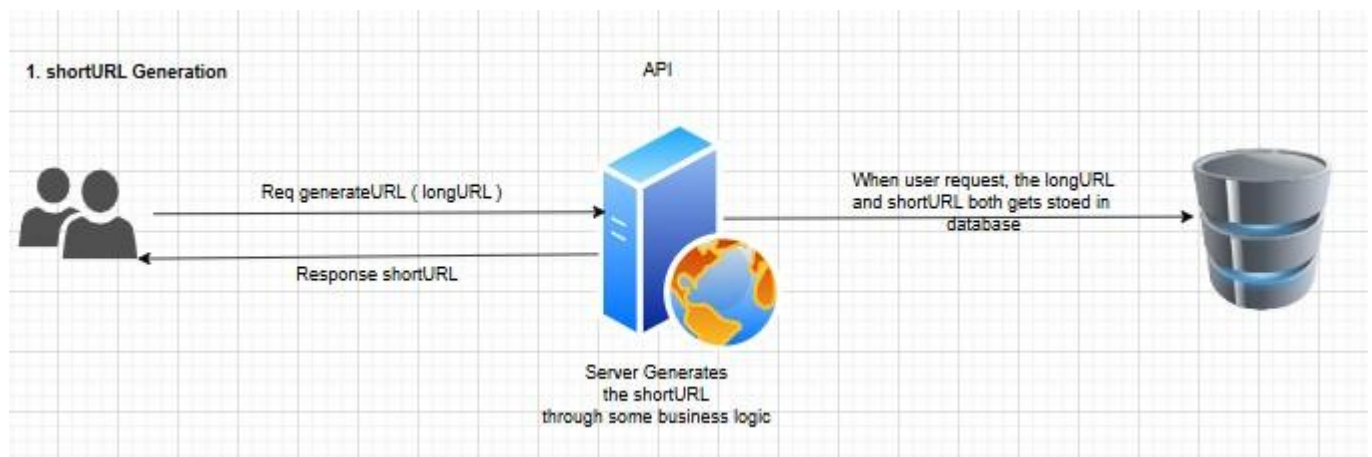 1. shortURL Generation
API
Req generateURL ( longURL )
Response shortURL
When user request, the longURL
and shortURL both gets stoed in
database
Server Generates
the shortURL
through some business logic